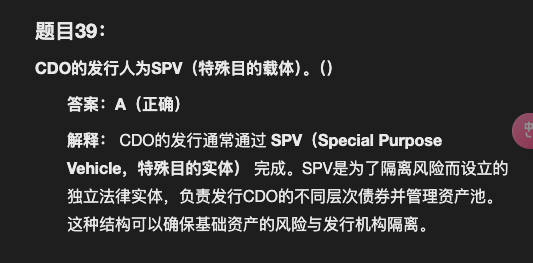 题目39：
CDO的发行人为SPV（特殊目的载体）。()
答案：A（正确）
解释： CDO的发行通常通过 SPV（Special Purpose
Vehicle，特殊目的实体） 完成。SPV是为了隔离风险而设立的
独立法律实体，负责发行CDO的不同层次债券并管理资产池。
这种结构可以确保基础资产的风险与发行机构隔离。